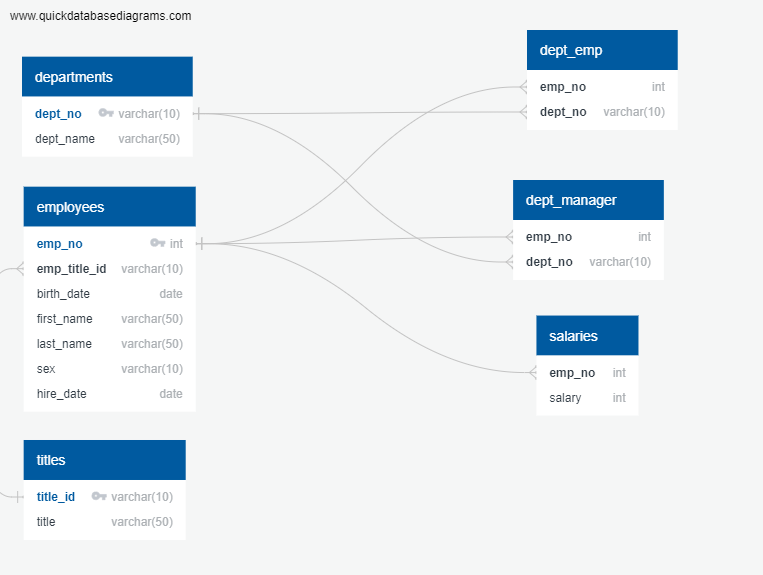 www.quickdatabasediagrams.com
departments
dept_no varchar(10)
dept_name varchar(50)
employees
emp_no int
emp_title_id varchar(10)
birth_date date
first_name varchar(50)
last_name varchar(50)
sex varchar(10)
hire_date date
titles
title_id varchar(10)
title varchar(50)
dept_emp
emp_no int
dept_no varchar(10)
dept_manager
emp_no int
dept_no varchar(10)
salaries
emp_no int
salary int